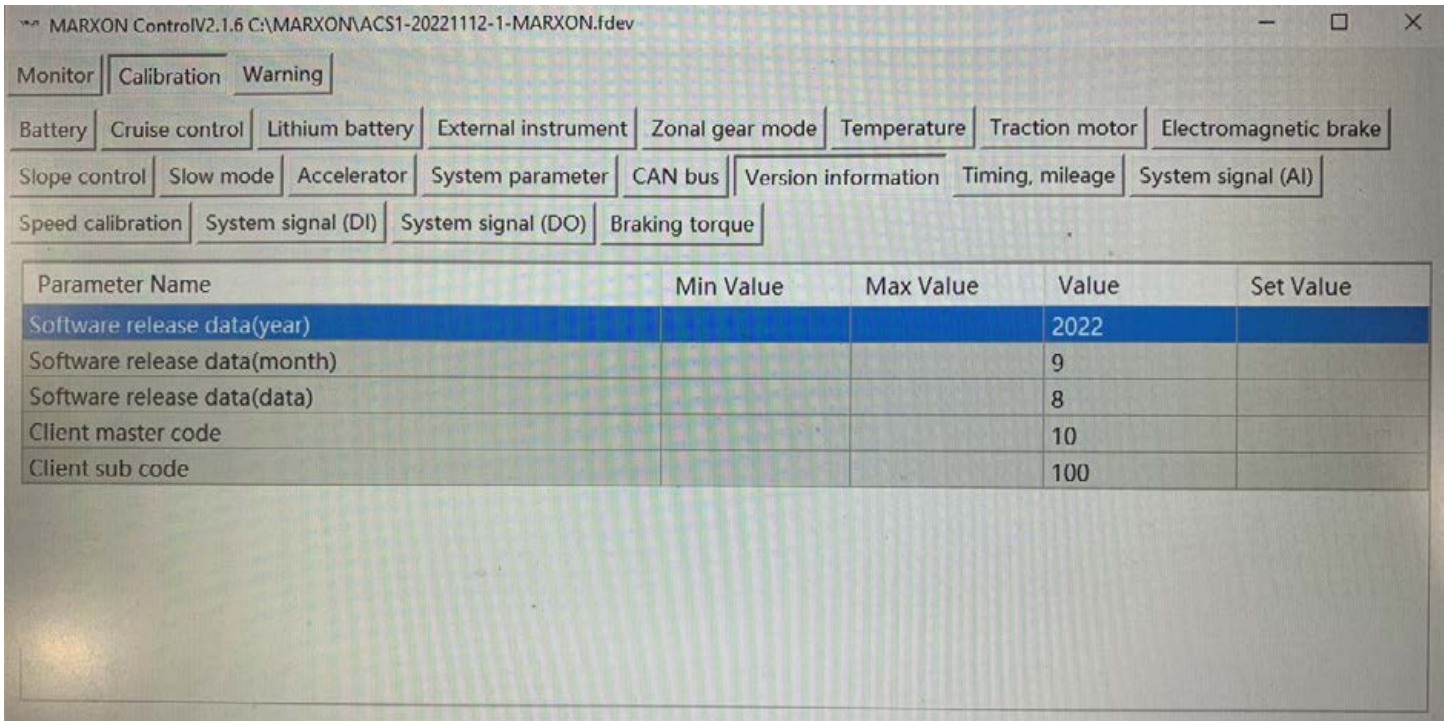 MARXON ControlV2.1.6 C:\MARXON\ACS1-20221112-1-MARXON.fdev
Monitor Calibration Warning
Battery Cruise control Lithium battery External instrument Zonal gear mode Temperature Traction motor Electromagnetic brake
Slope control Slow mode Accelerator System parameter CAN bus Version information Timing, mileage System signal (AI)
Speed calibration System signal (DI) System signal (DO) Braking torque
Parameter Name Min Value Max Value Value Set Value
Software release data(year) 2022
Software release data(month) 9
Software release data(data) 8
Client master code 10
Client sub code 100